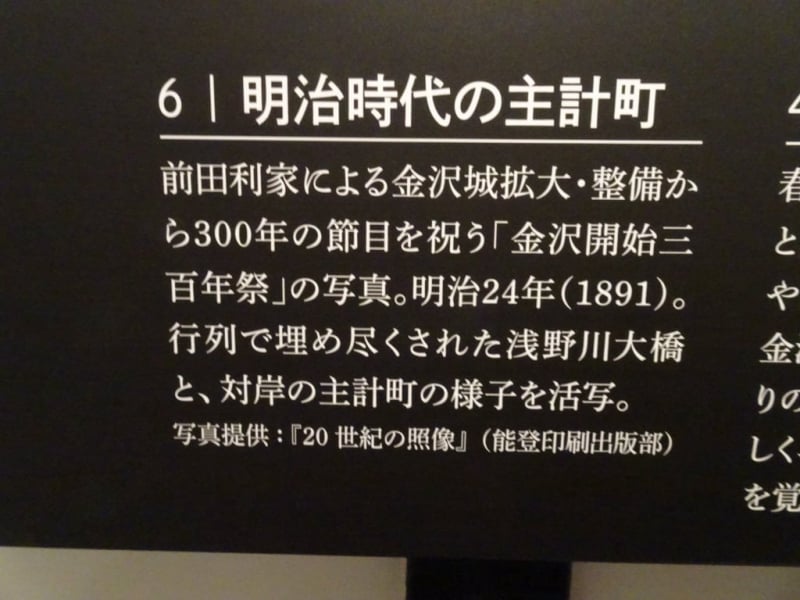 6 | 明治時代の主計町
前田利家による金沢城拡大・整備か
ら300年の節目を祝う「金沢開始三
百年祭」の写真。明治24年(1891)。
行列で埋め尽くされた浅野川大橋
と、対岸の主計町の様子を活写。
写真提供:『20世紀の照像』(能登印刷出版部)
春
と
や
金
りの
しく
を覚